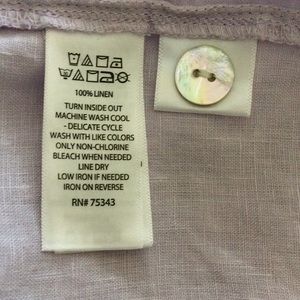 100% LINEN
TURN INSIDE OUT
MACHINE WASH COOL
- DELICATE CYCLE
WASH WITH LIKE COLORS
ONLY NON-CHLORINE
BLEACH WHEN NEEDED
LINE DRY
LOW IRON IF NEEDED
IRON ON REVERSE
RN# 75343